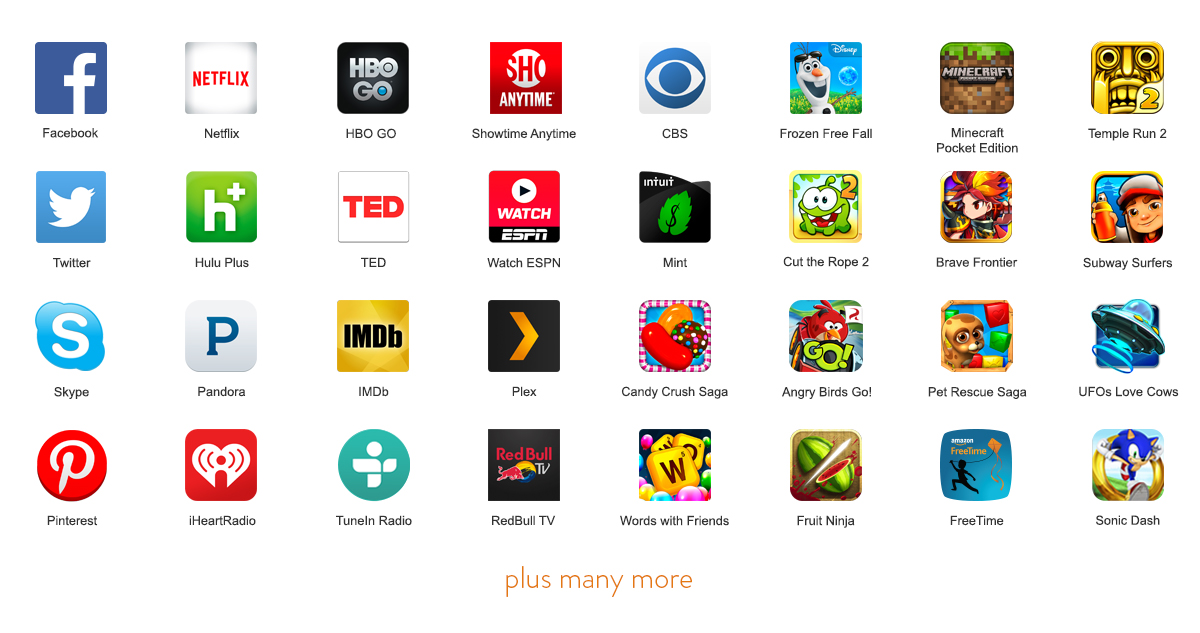 f
NETFLIX
HBO
GO
SHO
ANYTIME
Disney
MINECRAFT
POCKET EDITION
2
Facebook
Netflix
HBO GO
Showtime Anytime
CBS
Frozen Free Fall
Minecraft
Pocket Edition
Temple Run 2
h+
TED
WATCH
ESPN
intuit
$
2
Twitter
Hulu Plus
TED
Watch ESPN
Mint
Cut the Rope 2
Brave Frontier
Subway Surfers
S
P
IMDb
GO!
Skype
Pandora
IMDb
Plex
Candy Crush Saga
Angry Birds Go!
Pet Rescue Saga
UFOs Love Cows
P
Red Bull
TV
W O
W
amazon
FreeTime
Pinterest
iHeartRadio
TuneIn Radio
RedBull TV
Words with Friends
Fruit Ninja
FreeTime
Sonic Dash
plus many more